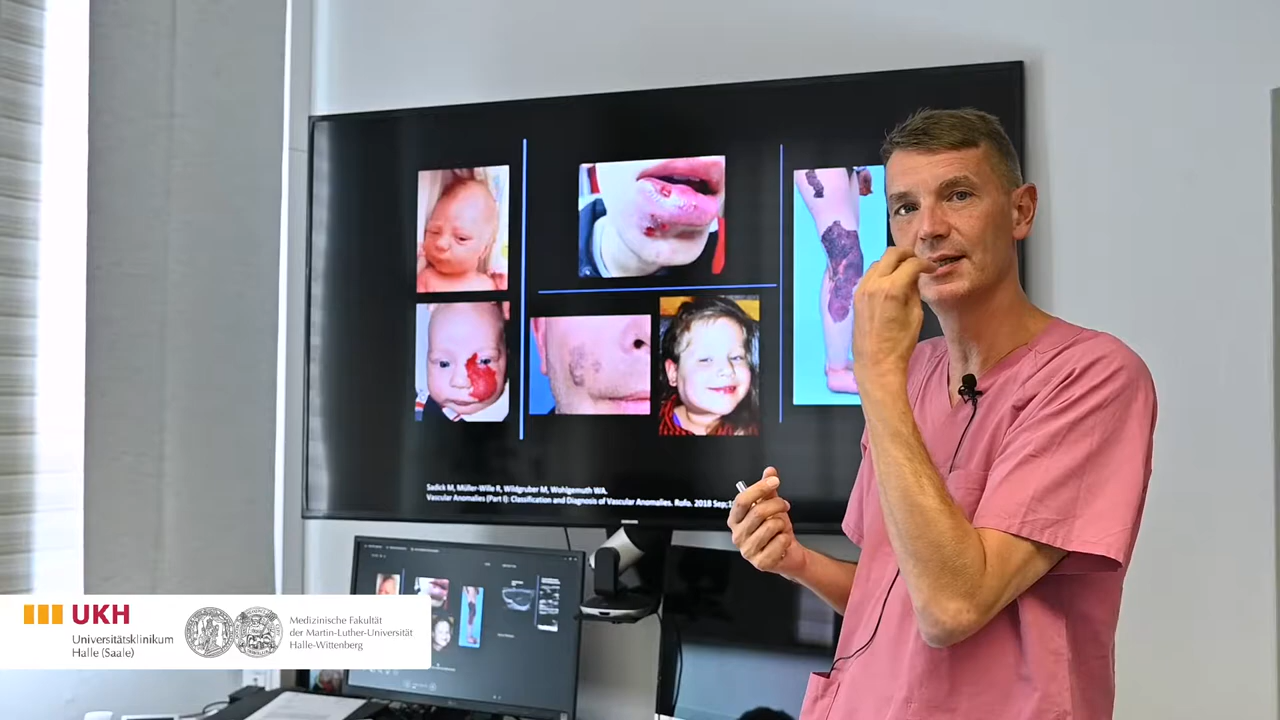 Sadick M, Müller-Wille R, Wildgruber M, Wohlgemuth WA.
Vascular Anomalies (Part I): Classification and Diagnosis of Vascular Anomalies. Rofo. 2018 Sep;
UKH
Universitätsklinikum
Halle (Saale)
Medizinische Fakultät
der Martin-Luther-Universität
Halle-Wittenberg